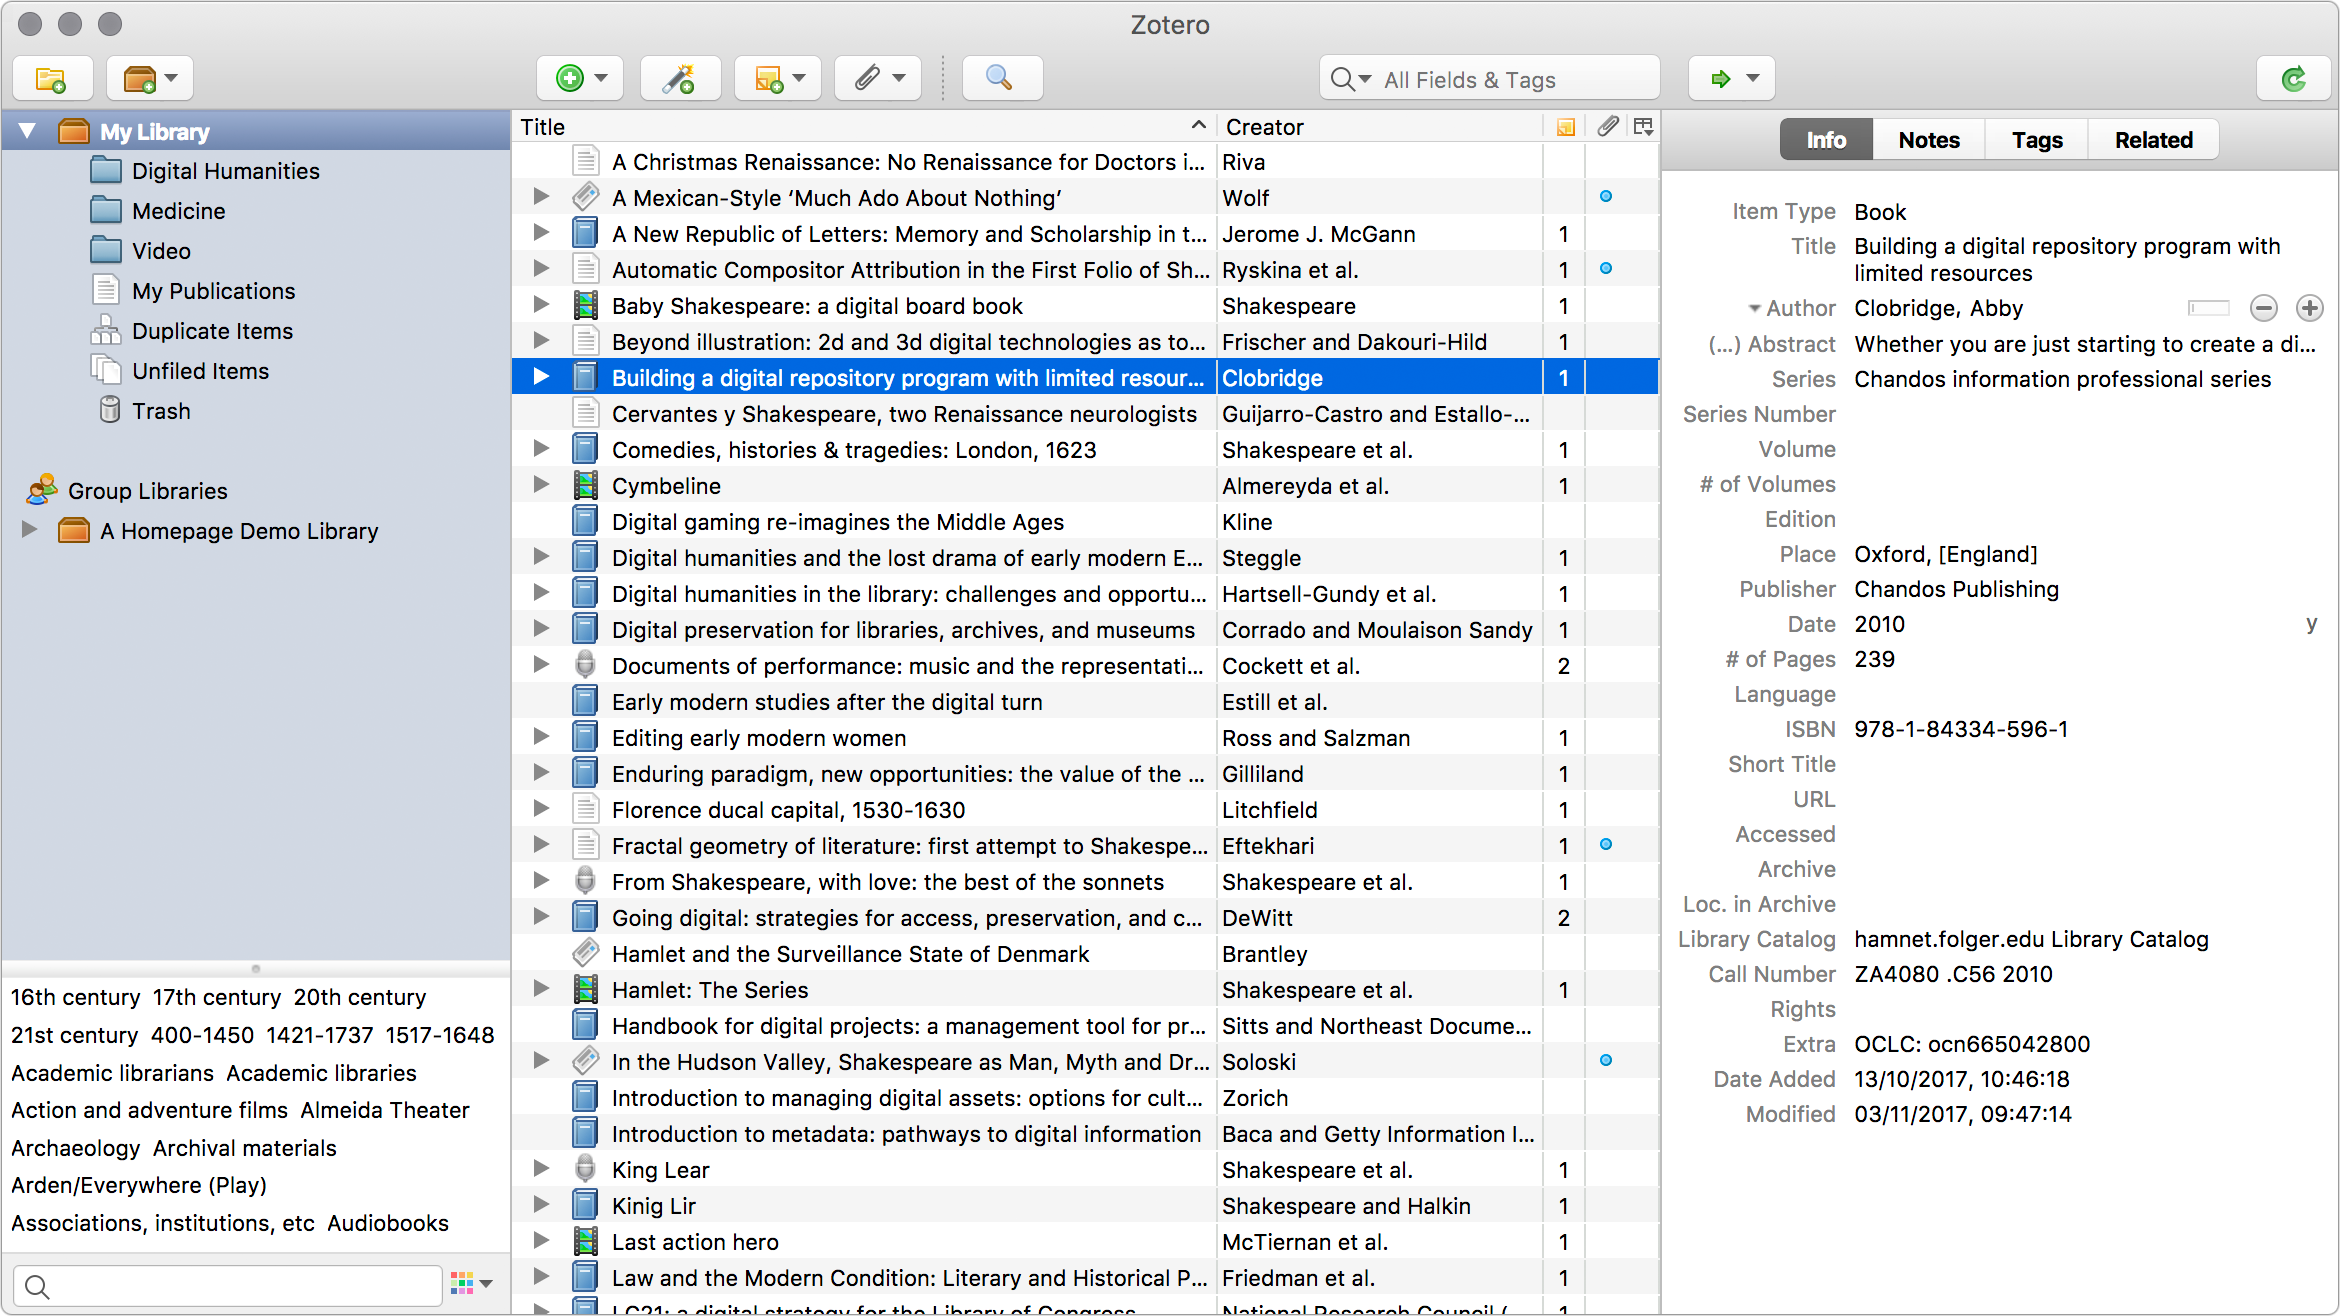 Zotero
All Fields & Tags
My Library
Digital Humanities
Medicine
Video
My Publications
Duplicate Items
Unfiled Items
Trash
Group Libraries
A Homepage Demo Library
16th century 17th century 20th century
21st century 400-1450 1421-1737 1517-1648
Academic librarians Academic libraries
Action and adventure films Almeida Theater
Archaeology Archival materials
Arden/Everywhere (Play)
Associations, institutions, etc Audiobooks
Title Creator
A Christmas Renaissance: No Renaissance for Doctors i... Riva
A Mexican-Style ‘Much Ado About Nothing’ Wolf
A New Republic of Letters: Memory and Scholarship in t... Jerome J. McGann 1
Automatic Compositor Attribution in the First Folio of Sh... Ryskina et al. 1
Baby Shakespeare: a digital board book Shakespeare 1
Beyond illustration: 2d and 3d digital technologies as to... Frischer and Dakouri-Hild 1
Building a digital repository program with limited resour... Clobridge 1
Cervantes y Shakespeare, two Renaissance neurologists Guijarro-Castro and Estallo-...
Comedies, histories & tragedies: London, 1623 Shakespeare et al. 1
Cymbeline Almereyda et al. 1
Digital gaming re-imagines the Middle Ages Kline
Digital humanities and the lost drama of early modern E... Steggle 1
Digital humanities in the library: challenges and opportu... Hartsell-Gundy et al. 1
Digital preservation for libraries, archives, and museums Corrado and Moulaison Sandy 1
Documents of performance: music and the representati... Cockett et al. 2
Early modern studies after the digital turn Estill et al.
Editing early modern women Ross and Salzman 1
Enduring paradigm, new opportunities: the value of the ... Gilliland 1
Florence ducal capital, 1530-1630 Litchfield 1
Fractal geometry of literature: first attempt to Shakespe... Eftekhari 1
From Shakespeare, with love: the best of the sonnets Shakespeare et al. 1
Going digital: strategies for access, preservation, and c... DeWitt 2
Hamlet and the Surveillance State of Denmark Brantley
Hamlet: The Series Shakespeare et al. 1
Handbook for digital projects: a management tool for pr... Sitts and Northeast Docume...
In the Hudson Valley, Shakespeare as Man, Myth and Dr... Soloski
Introduction to managing digital assets: options for cult... Zorich
Introduction to metadata: pathways to digital information Baca and Getty Information I...
King Lear Shakespeare et al. 1
Kinig Lir Shakespeare and Halkin 1
Last action hero McTiernan et al. 1
Law and the Modern Condition: Literary and Historical P... Friedman et al. 1
LC21: a digital strategy for the Library of Congress National Research Council ( 1
Info Notes Tags Related
Item Type Book
Title Building a digital repository program with
limited resources
Author Clobridge, Abby
(...) Abstract Whether you are just starting to create a di...
Series Chandos information professional series
Series Number
Volume
# of Volumes
Edition
Place Oxford, [England]
Publisher Chandos Publishing
Date 2010 y
# of Pages 239
Language
ISBN 978-1-84334-596-1
Short Title
URL
Accessed
Archive
Loc. in Archive
Library Catalog hamnet.folger.edu Library Catalog
Call Number ZA4080 .C56 2010
Rights
Extra OCLC: ocn665042800
Date Added 13/10/2017, 10:46:18
Modified 03/11/2017, 09:47:14